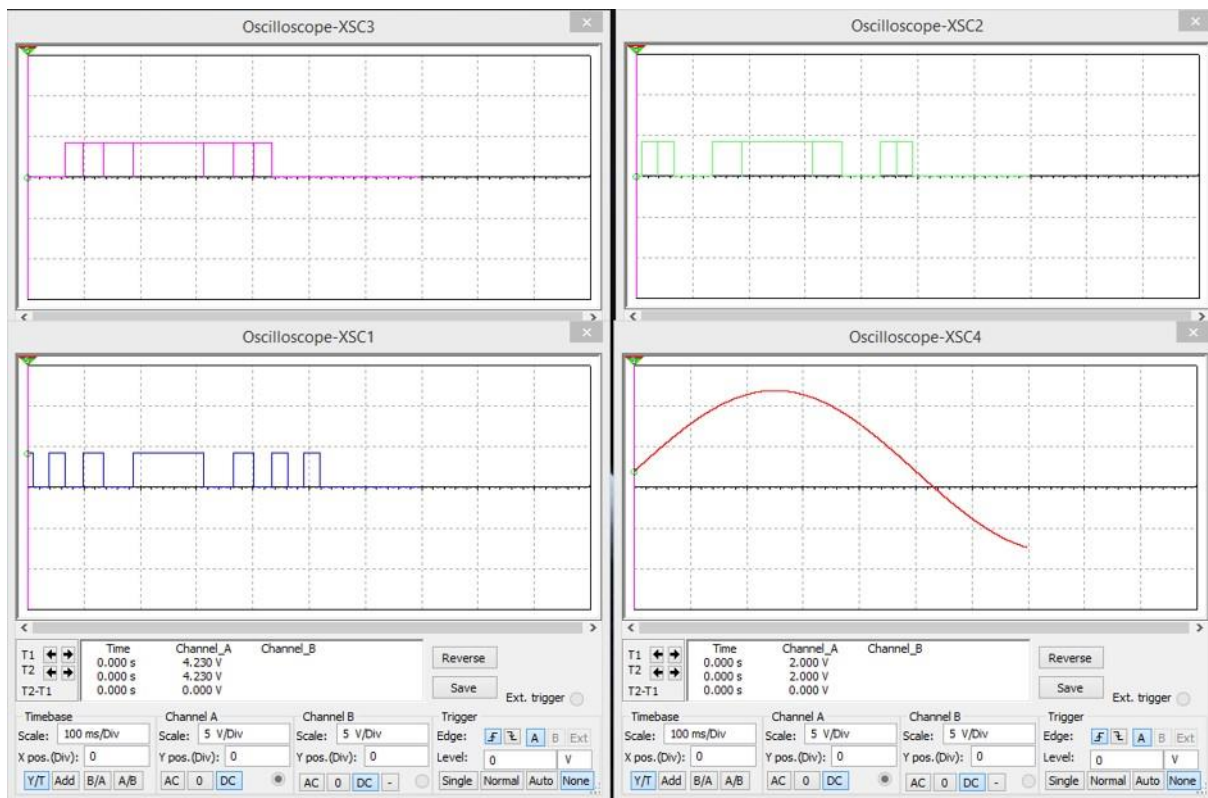 Oscilloscope-XSC3
Oscilloscope-XSC2
Oscilloscope-XSC1
Oscilloscope-XSC4
T1
T2
T2-T1
Time Channel_A Channel_B
0.000 s 4.230 V
0.000 s 4.230 V
0.000 s 0.000 V
Reverse
Save
Ext. trigger
Timebase
Scale: 100 ms/Div
X pos.(Div): 0
Y/T Add B/A A/B
Channel A
Scale: 5 V/Div
Y pos.(Div): 0
AC 0 DC
Channel B
Scale: 5 V/Div
Y pos.(Div): 0
AC 0 DC -
Trigger
Edge: A B Ext
Level: 0 V
Single Normal Auto None
T1
T2
T2-T1
Time Channel_A Channel_B
0.000 s 2.000 V
0.000 s 2.000 V
0.000 s 0.000 V
Reverse
Save
Ext. trigger
Timebase
Scale: 100 ms/Div
X pos.(Div): 0
Y/T Add B/A A/B
Channel A
Scale: 5 V/Div
Y pos.(Div): 0
AC 0 DC
Channel B
Scale: 5 V/Div
Y pos.(Div): 0
AC 0 DC -
Trigger
Edge: A B Ext
Level: 0 V
Single Normal Auto None